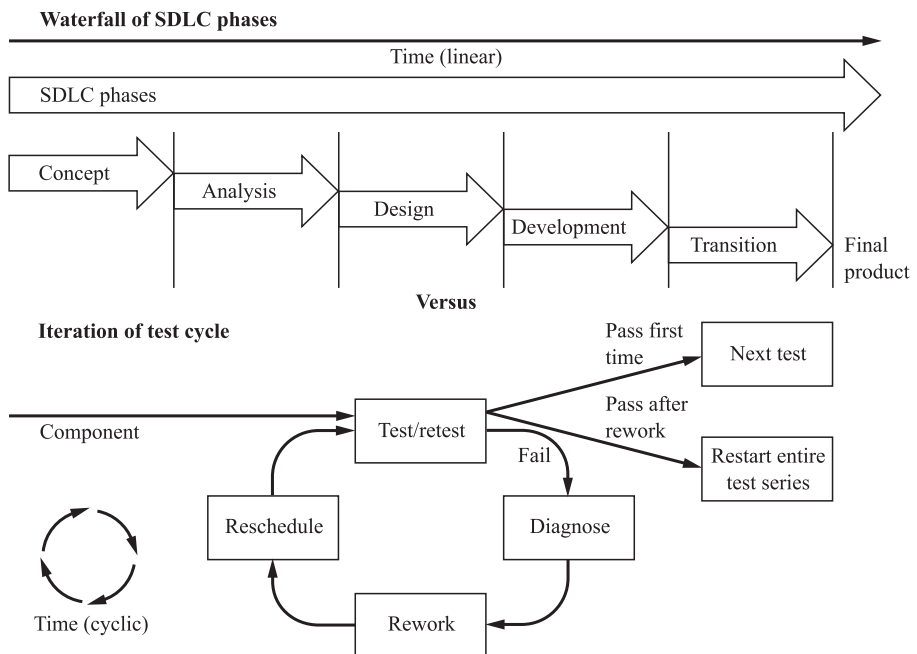 Waterfall of SDLC phases
Time (linear)
SDLC phases
Concept
Analysis
Design
Development
Transition
Final
product
Versus
Iteration of test cycle
Pass first
time
Next test
Component
Test/retest
Pass after
rework
Fail
Restart entire
test series
Reschedule
Diagnose
Time (cyclic)
Rework